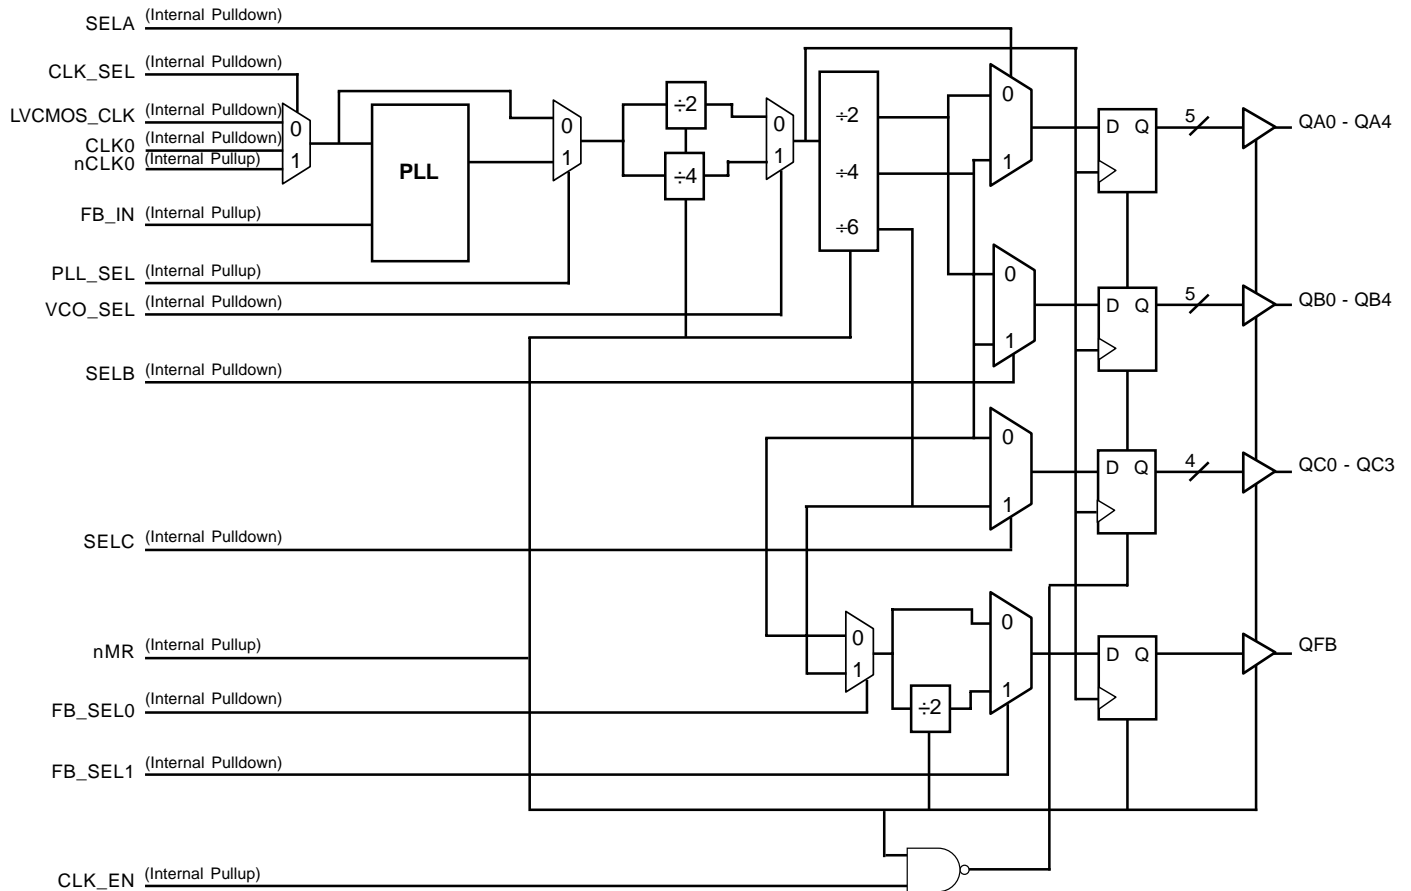 SELA (Internal Pulldown)
CLK_SEL (Internal Pulldown)
LVCMOS_CLK (Internal Pulldown)
CLK0 (Internal Pulldown)
nCLK0 (Internal Pullup)
0
1
PLL
FB_IN (Internal Pullup)
PLL_SEL (Internal Pullup)
VCO_SEL (Internal Pulldown)
0
1
÷2
÷4
0
1
÷2
÷4
÷6
0
1
D Q
5
QA0 - QA4
0
1
D Q
5
QB0 - QB4
SELB (Internal Pulldown)
0
1
D Q
4
QC0 - QC3
SELC (Internal Pulldown)
nMR (Internal Pullup)
0
1
÷2
0
1
D Q
QFB
FB_SEL0 (Internal Pulldown)
FB_SEL1 (Internal Pulldown)
CLK_EN (Internal Pullup)